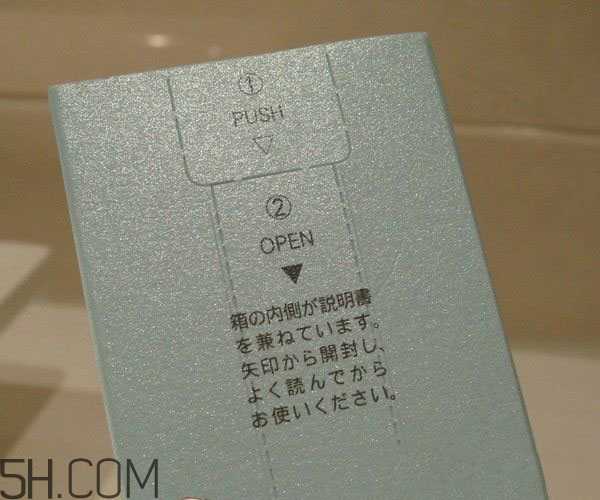 ①
PUSH
▽
②
OPEN
▼
箱の内側が説明書
を兼ねています。
矢印から開封し、
よく読んでから
お使いください。
5H.COM